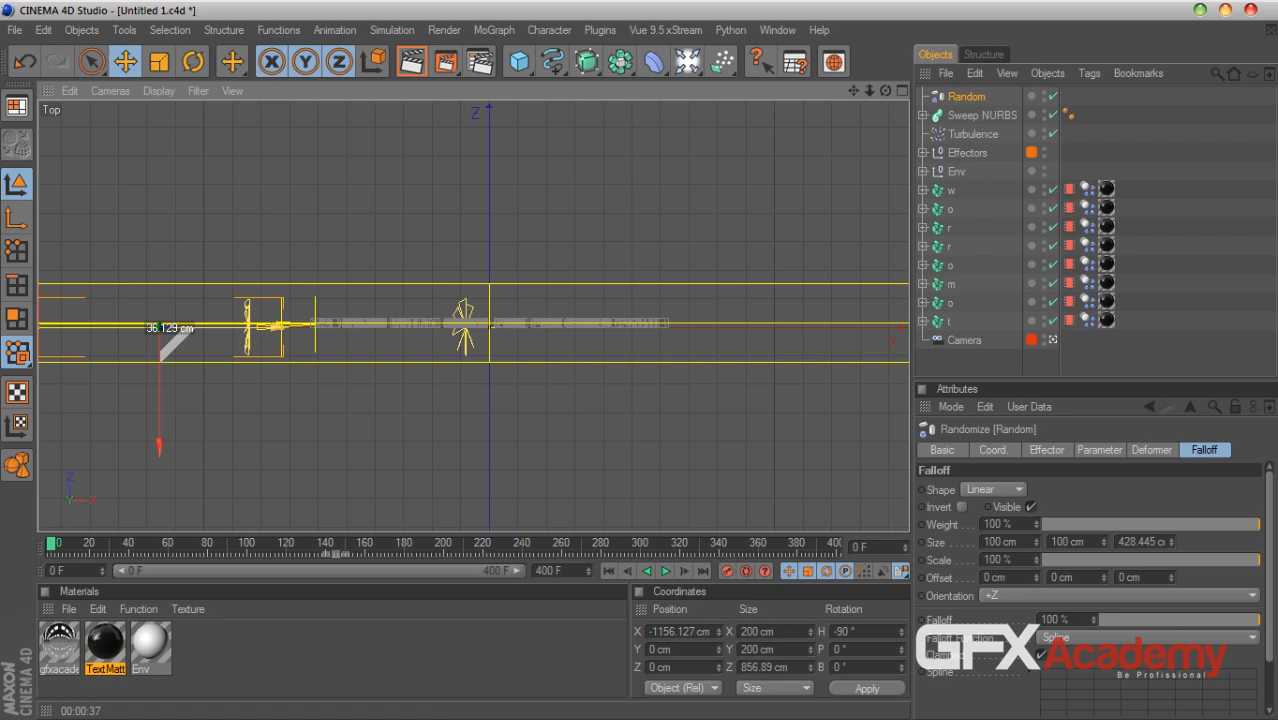 CINEMA 4D Studio - [Untitled 1.c4d *]
File Edit Objects Tools Selection Structure Functions Animation Simulation Render MoGraph Character Plugins Vue 9.5 xStream Python Window Help
Objects Structure
File Edit View Objects Tags Bookmarks
Edit Cameras Display Filter View
Top
Z
X
36.129 cm
Z
Y
X
Random
Sweep NURBS
Turbulence
Effectors
Env
w
o
r
r
o
m
o
t
Camera
Attributes
Mode Edit User Data
Randomize [Random]
Basic Coord. Effector Parameter Deformer Falloff
Falloff
Shape Linear
Invert Visible
Weight 100 %
Size 100 cm 100 cm 428.445 cm
Scale 100 %
Offset 0 cm 0 cm 0 cm
Orientation +Z
Falloff 100 %
Falloff Function Spline
Spline
GFX Academy
Be Profissional
0 20 40 60 80 100 120 140 160 180 200 220 240 260 280 300 320 340 360 380 400 0 F
0 F 0 F 400 F 400 F
Materials
File Edit Function Texture
gfxacade TextMatt Env
Coordinates
Position Size Rotation
X -1156.127 cm X 200 cm H -90 °
Y 0 cm Y 200 cm P 0 °
Z 0 cm Z 856.89 cm B 0 °
Object (Rel) Size Apply
MAXON
CINEMA 4D
00:00:37